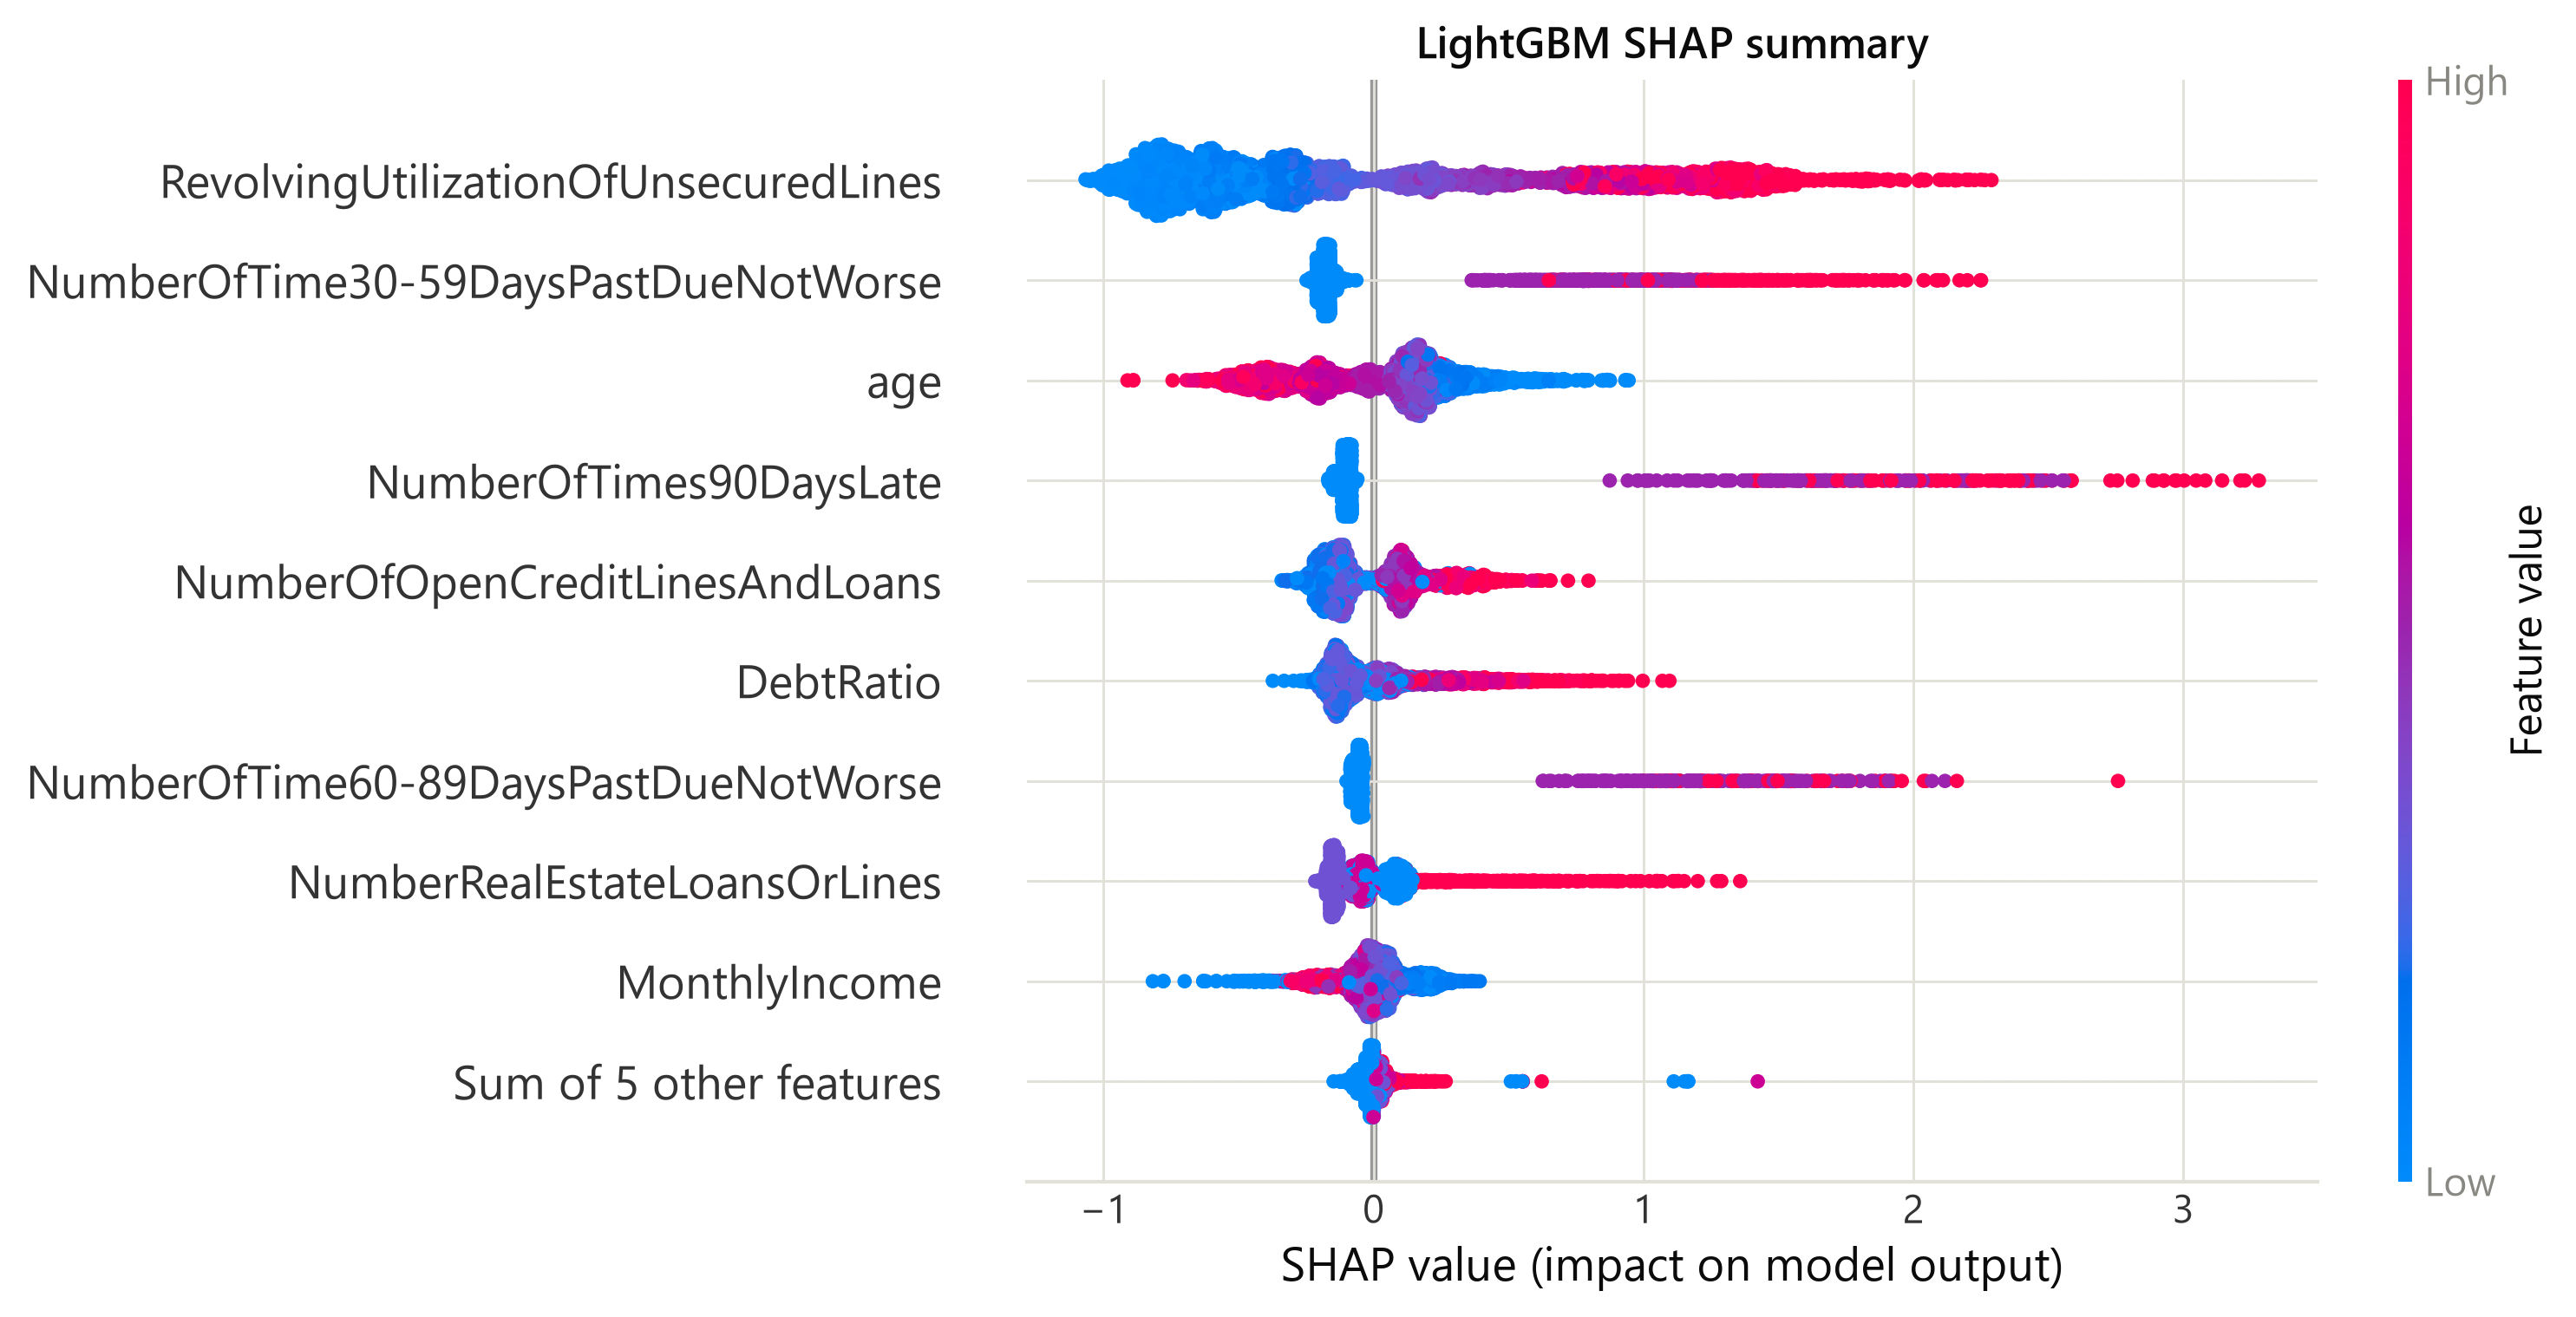 LightGBM SHAP summary
High
RevolvingUtilizationOfUnsecuredLines
NumberOfTime30-59DaysPastDueNotWorse
age
NumberOfTimes90DaysLate
NumberOfOpenCreditLinesAndLoans
DebtRatio
NumberOfTime60-89DaysPastDueNotWorse
NumberRealEstateLoansOrLines
MonthlyIncome
Sum of 5 other features
Feature value
Low
−1 0 1 2 3
SHAP value (impact on model output)